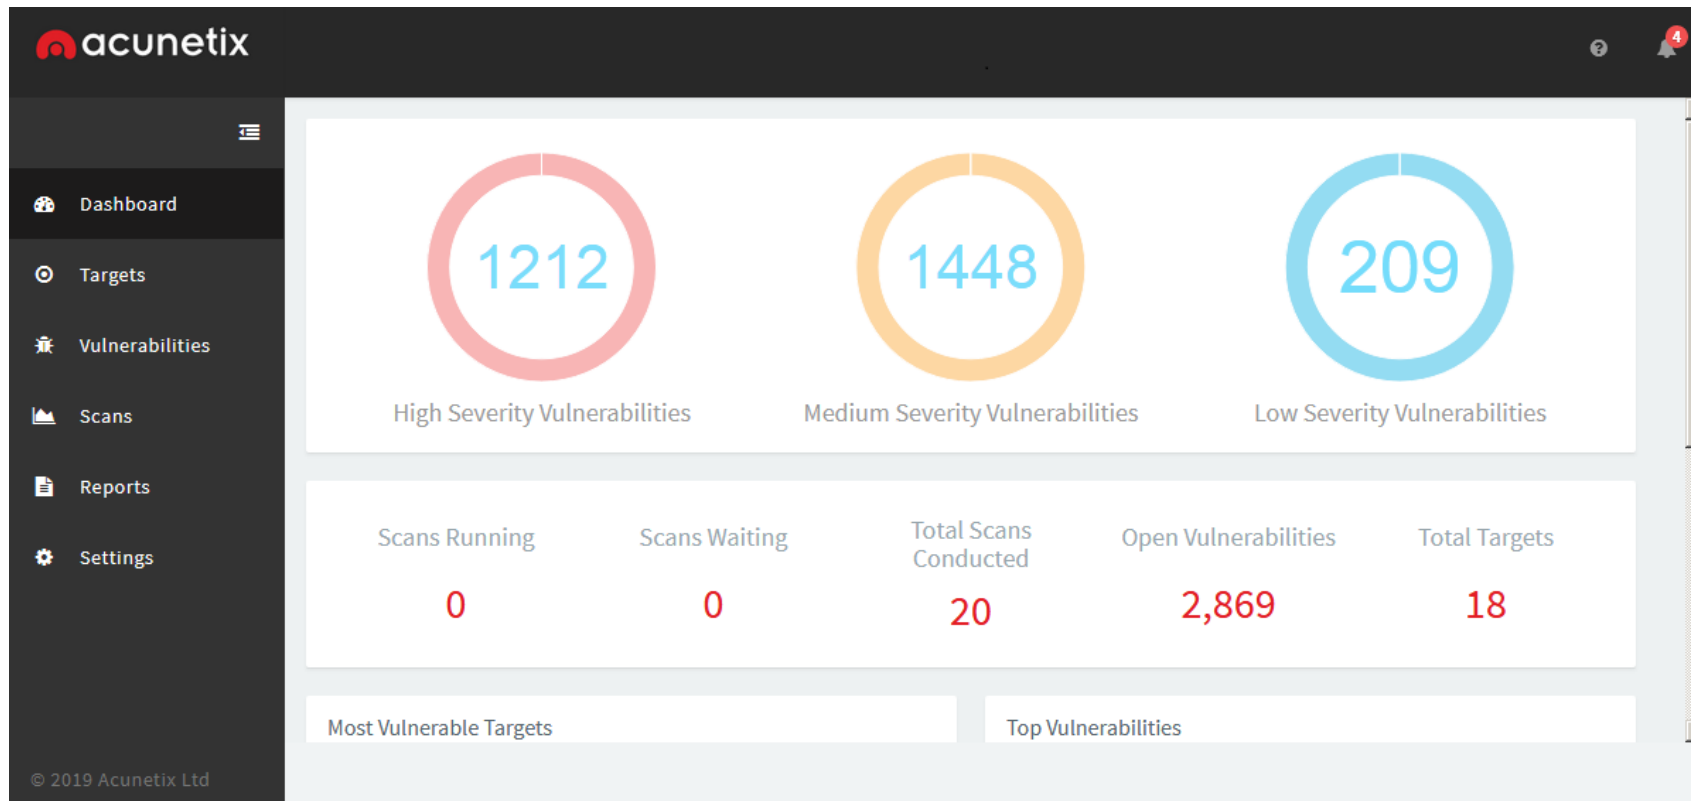 acunetix
4
Dashboard
Targets
Vulnerabilities
Scans
Reports
Settings
© 2019 Acunetix Ltd
1212
1448
209
High Severity Vulnerabilities
Medium Severity Vulnerabilities
Low Severity Vulnerabilities
Scans Running
Scans Waiting
Total Scans
Conducted
Open Vulnerabilities
Total Targets
0
0
20
2,869
18
Most Vulnerable Targets
Top Vulnerabilities